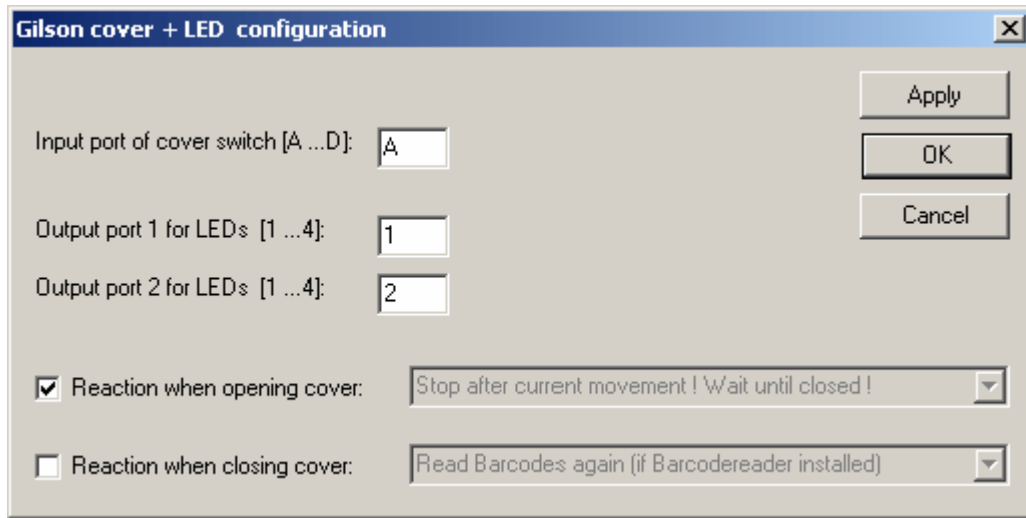 Gilson cover + LED configuration
Apply
Input port of cover switch [A ...D]: A
OK
Output port 1 for LEDs [1 ...4]: 1
Cancel
Output port 2 for LEDs [1 ...4]: 2
Reaction when opening cover: Stop after current movement ! Wait until closed !
Reaction when closing cover: Read Barcodes again (if Barcodereader installed)